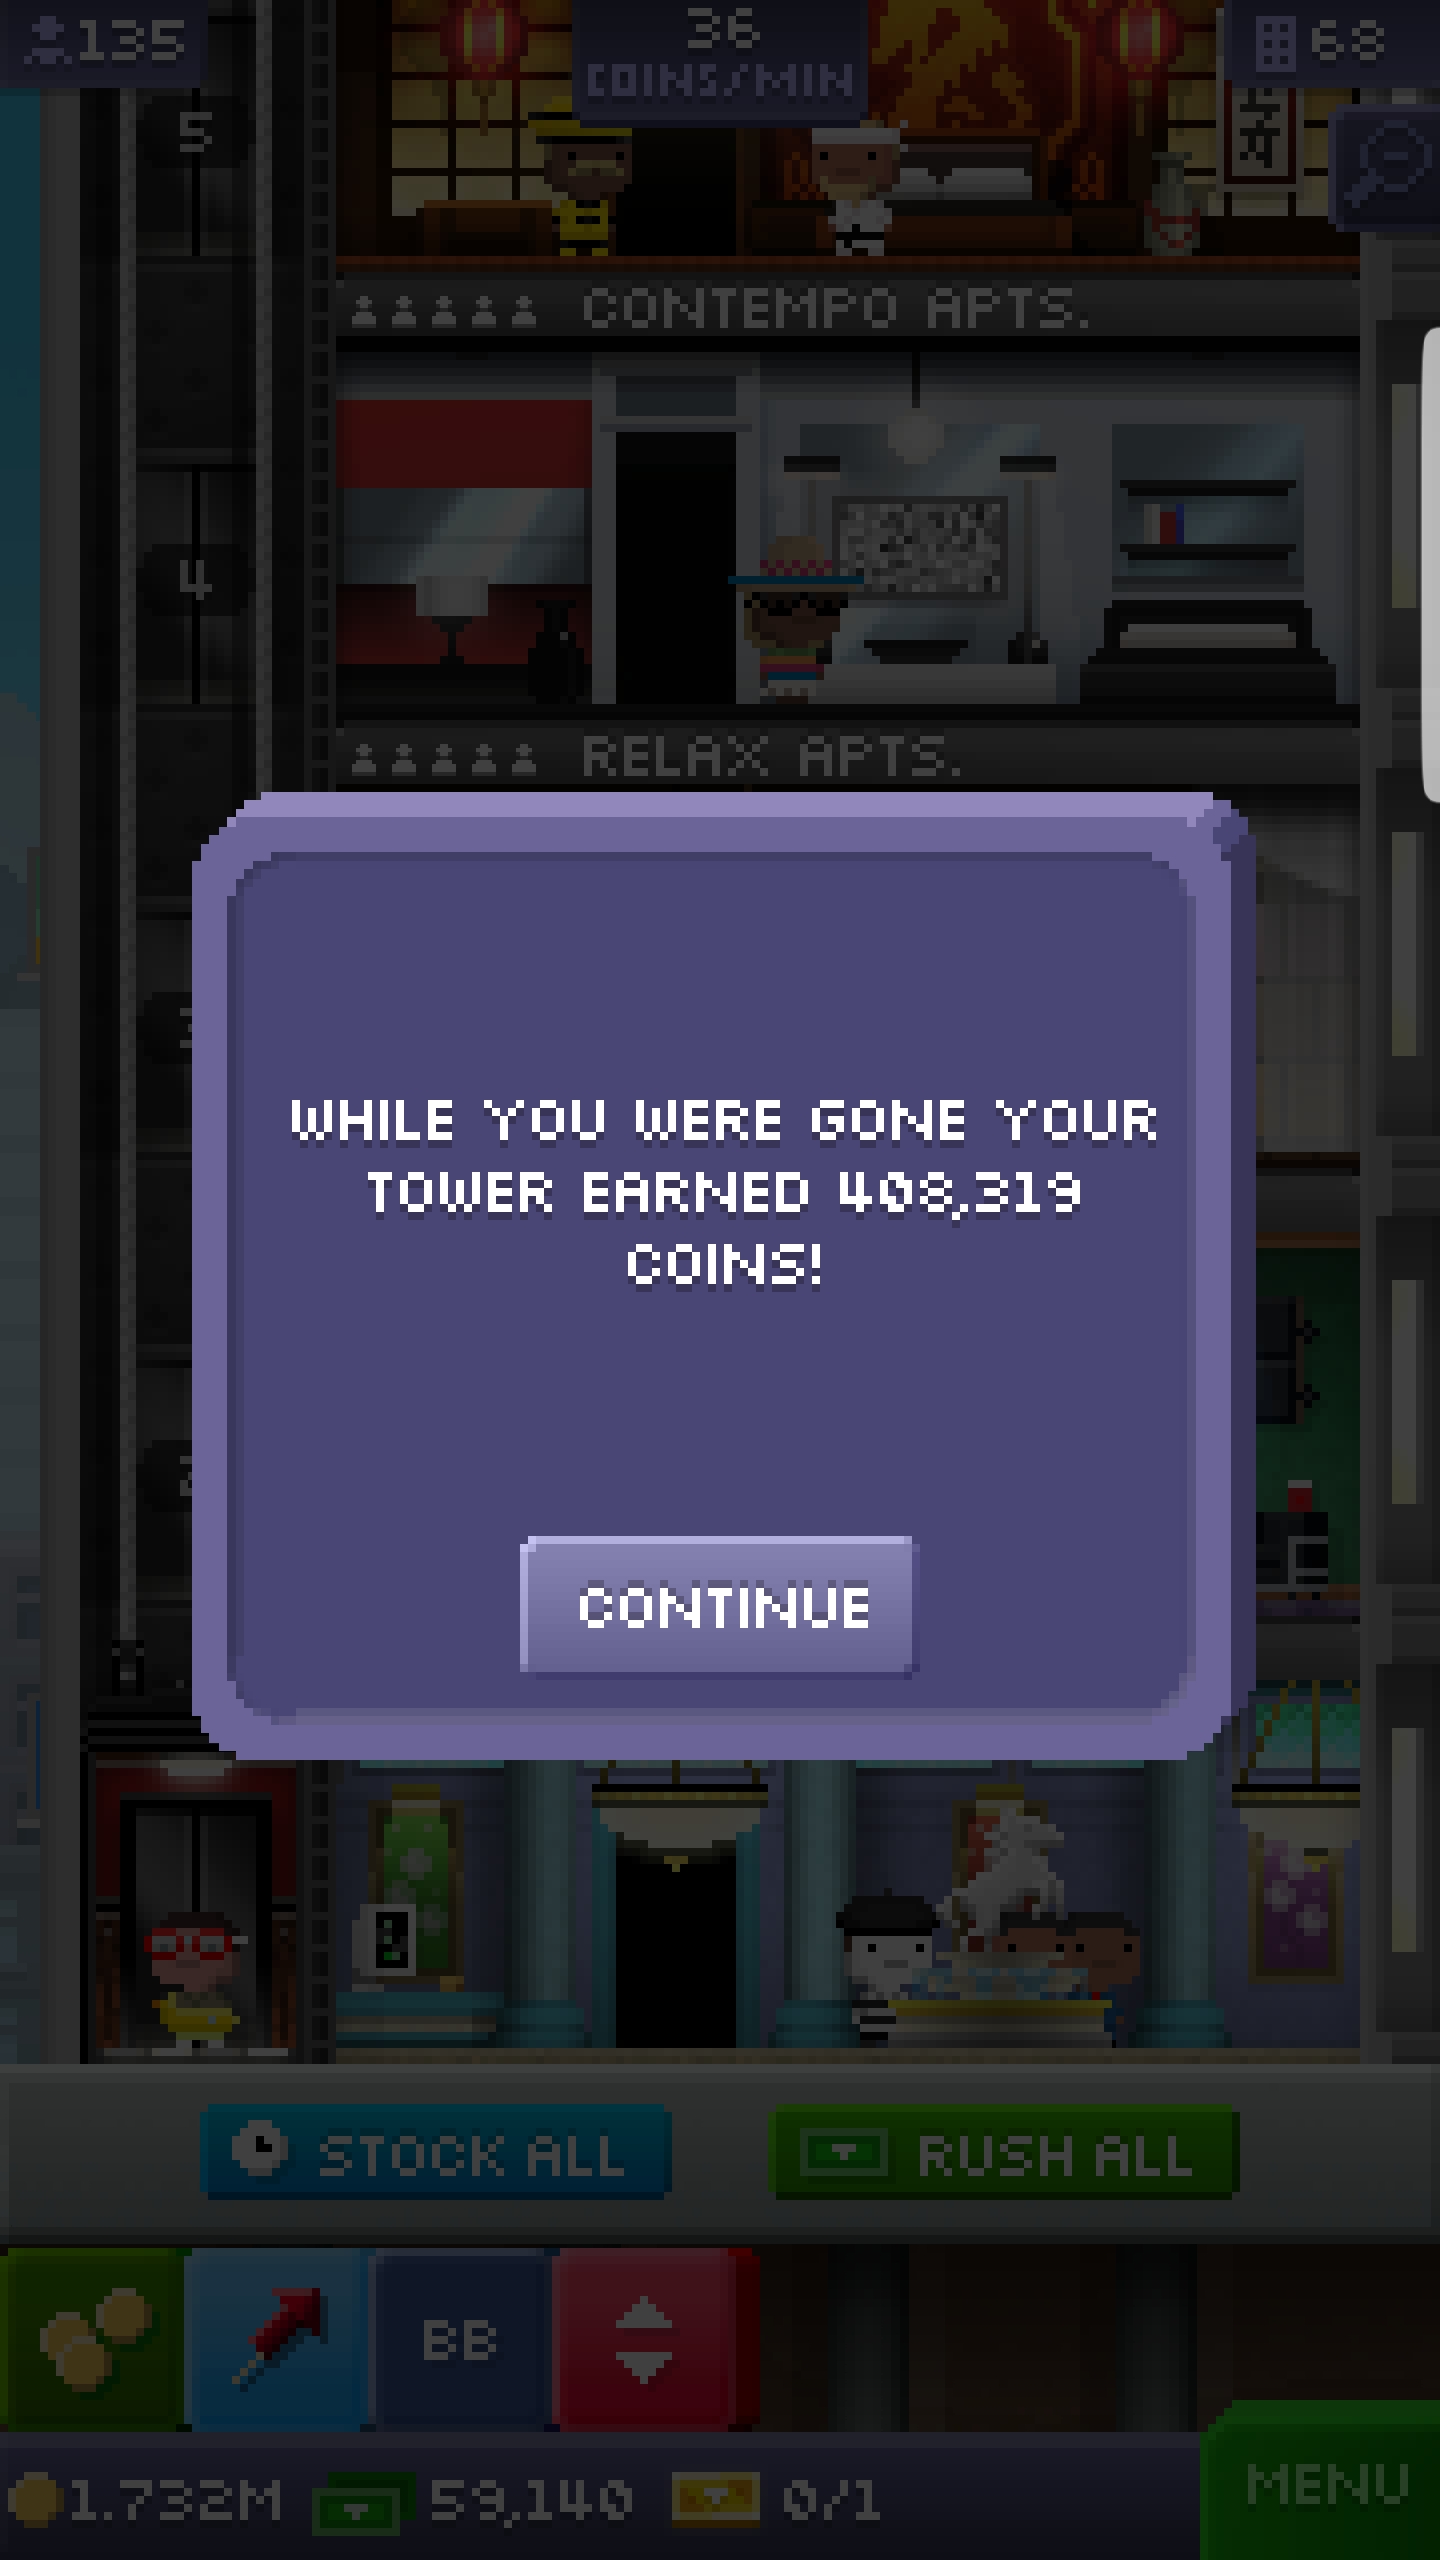 135
36
COINS/MIN
68
5
CONTEMPO APTS.
4
RELAX APTS.
WHILE YOU WERE GONE YOUR
TOWER EARNED 408,319
COINS!
CONTINUE
STOCK ALL
RUSH ALL
BB
1.732M
59,140
0/1
MENU